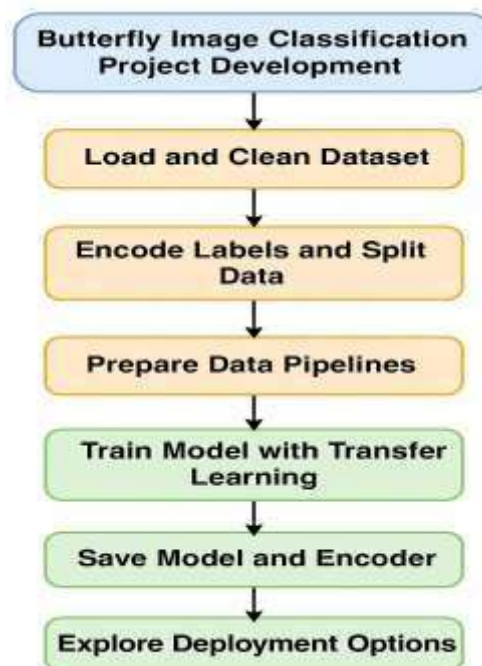 Butterfly Image Classification
Project Development
Load and Clean Dataset
Encode Labels and Split
Data
Prepare Data Pipelines
Train Model with Transfer
Learning
Save Model and Encoder
Explore Deployment Options